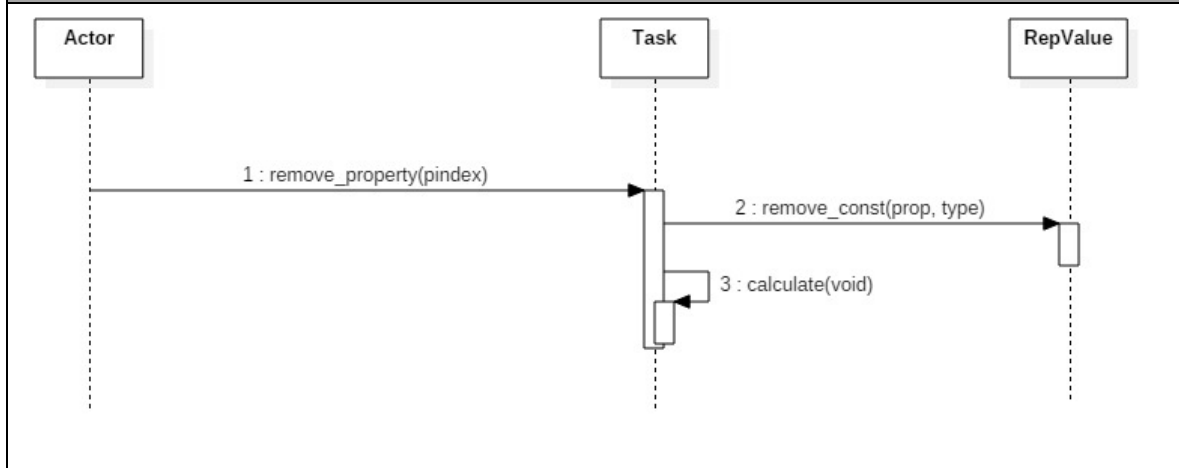 Actor
Task
RepValue
1 : remove_property(pindex)
2 : remove_const(prop, type)
3 : calculate(void)